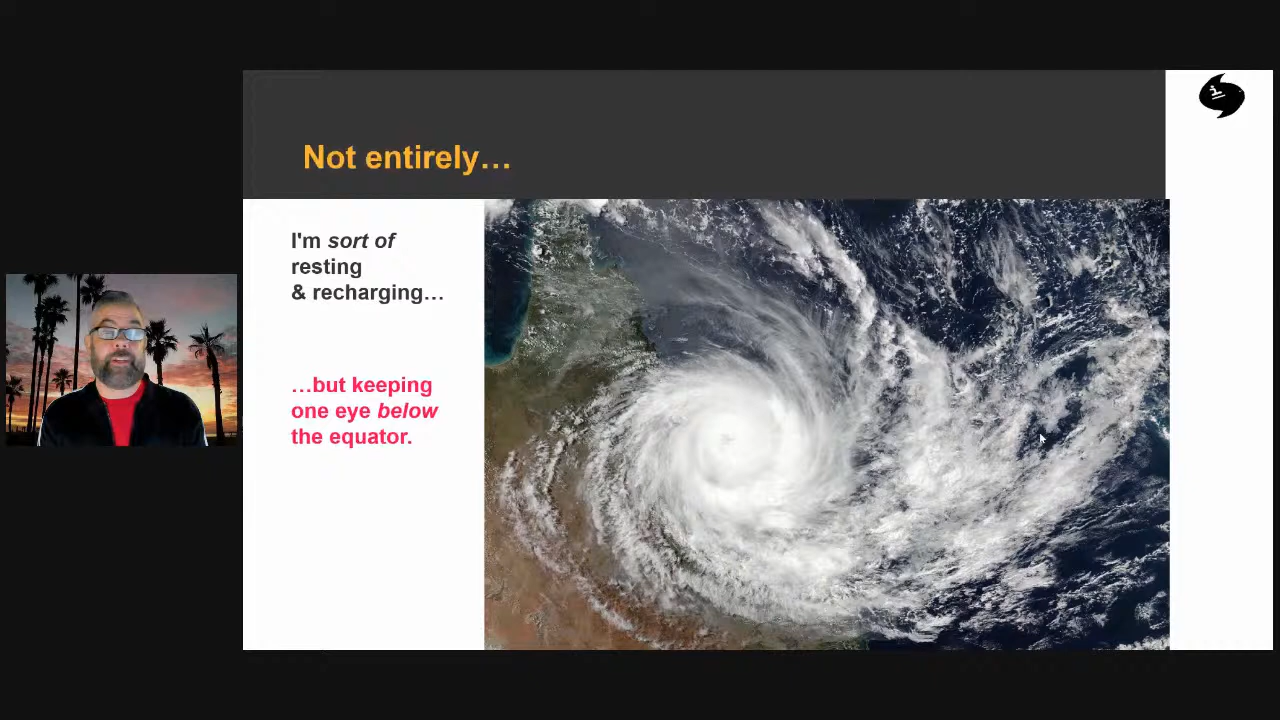 Not entirely…
I'm sort of
resting
& recharging…
…but keeping
one eye below
the equator.